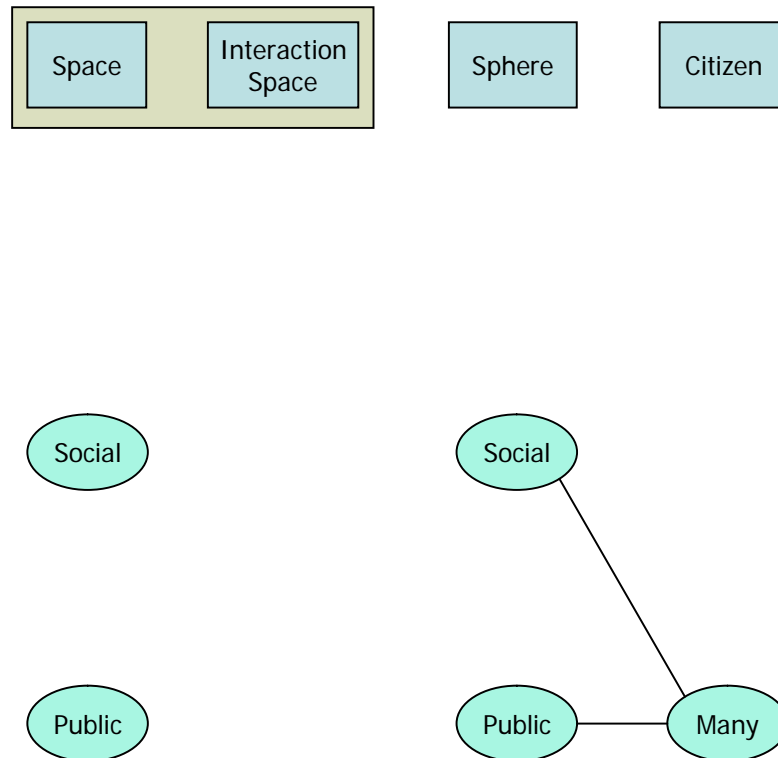 Space
Interaction
Space
Sphere
Citizen
Social
Social
Public
Public
Many